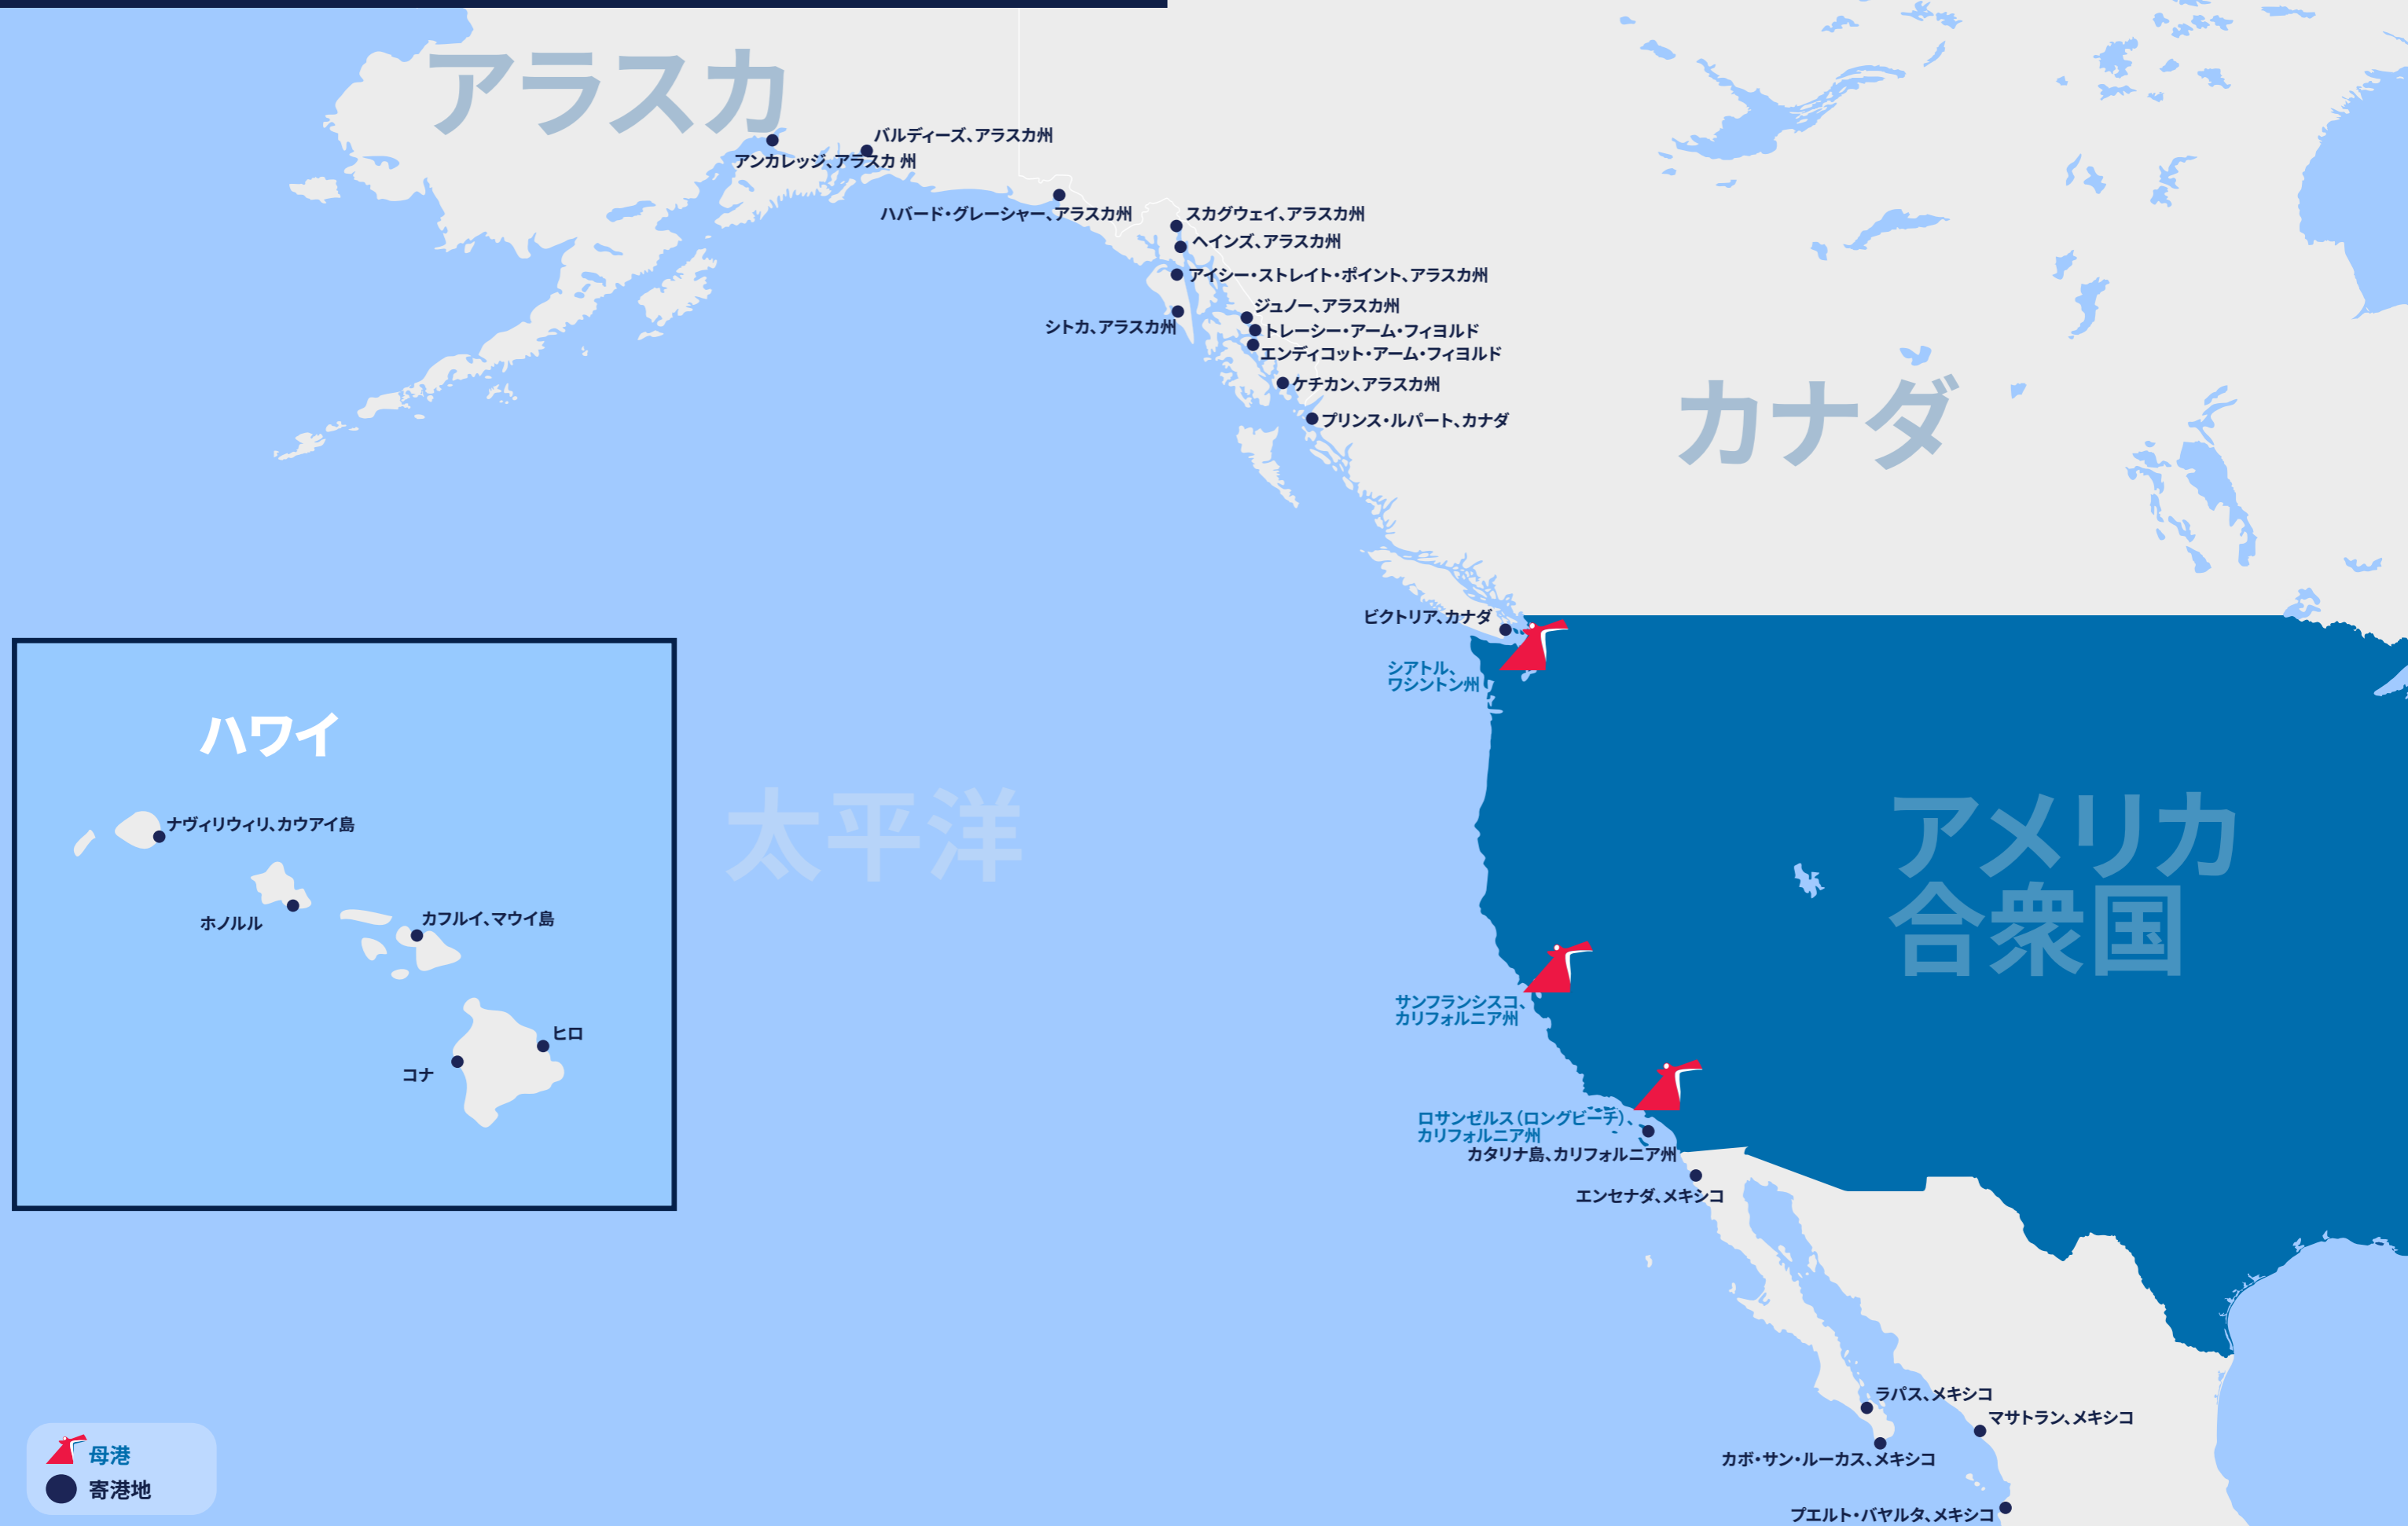 アラスカ
バルディーズ、アラスカ州
アンカレッジ、アラスカ 州
ハバード・グレーシャー、アラスカ州
スカグウェイ、アラスカ州
ヘインズ、アラスカ州
アイシー・ストレイト・ポイント、アラスカ州
ジュノー、アラスカ州
シトカ、アラスカ州
トレーシー・アーム・フィヨルド
エンディコット・アーム・フィヨルド
ケチカン、アラスカ州
カナダ
プリンス・ルパート、カナダ
ビクトリア、カナダ
シアトル、
ワシントン州
ハワイ
ナヴィリウィリ、カウアイ島
ホノルル
カフルイ、マウイ島
ヒロ
コナ
太平洋
アメリカ
合衆国
サンフランシスコ、
カリフォルニア州
ロサンゼルス（ロングビーチ）、
カリフォルニア州
カタリナ島、カリフォルニア州
エンセナダ、メキシコ
ラパス、メキシコ
マサトラン、メキシコ
カボ・サン・ルーカス、メキシコ
プエルト・バヤルタ、メキシコ
母港
寄港地